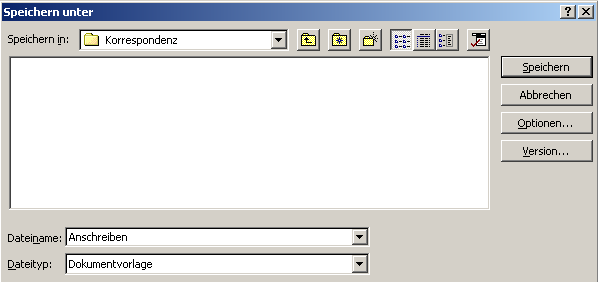 Speichern unter
Speichern in: Korrespondenz
Speichern
Abbrechen
Optionen...
Version...
Dateiname: Anschreiben
Dateityp: Dokumentvorlage